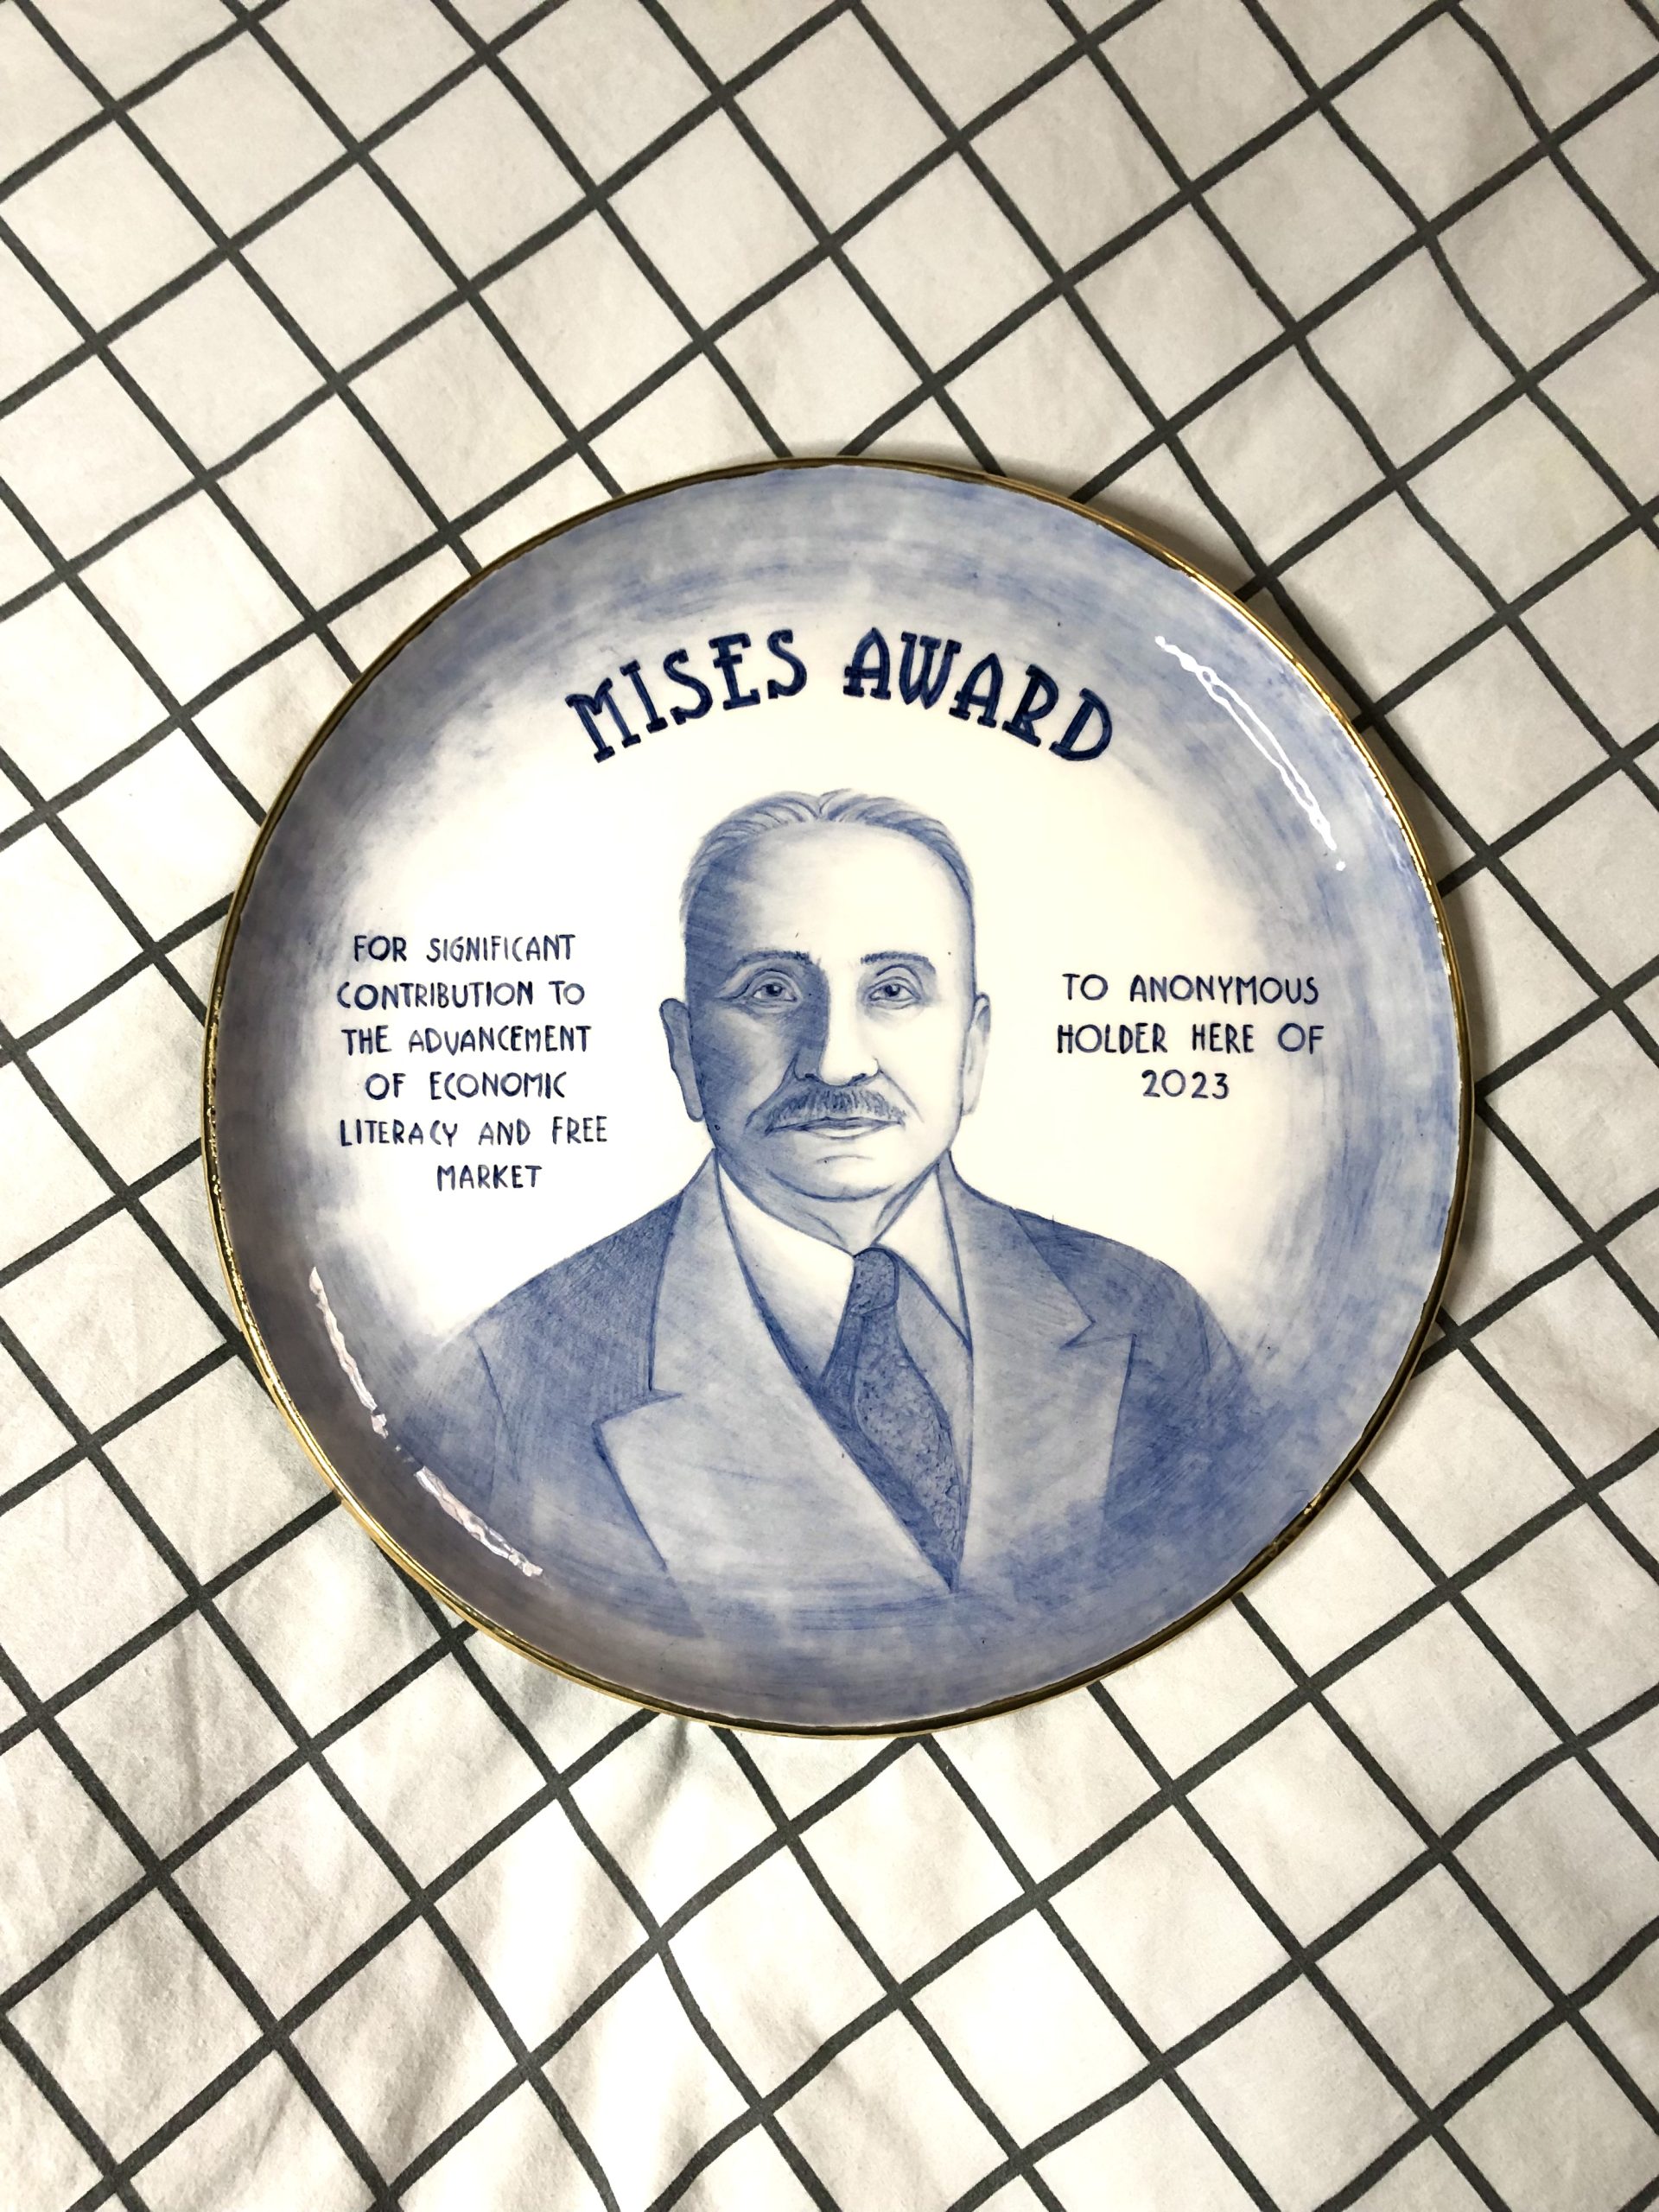 MISES AWARD
FOR SIGNIFICANT
CONTRIBUTION TO
THE ADVANCEMENT
OF ECONOMIC
LITERACY AND FREE
MARKET
TO ANONYMOUS
HOLDER HERE OF
2023